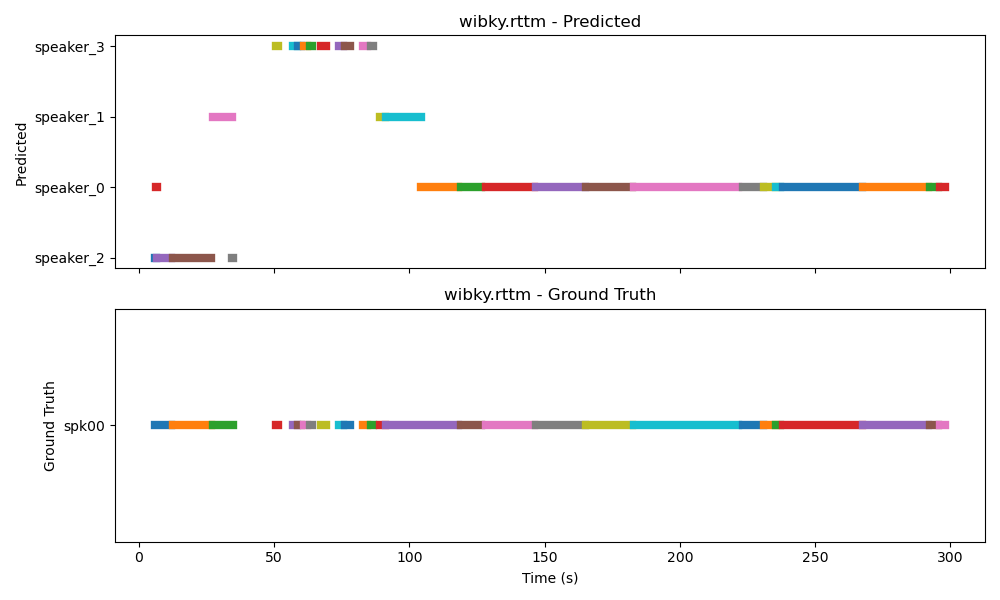 wibky.rttm - Predicted
speaker_3
speaker_1
speaker_0
speaker_2
Predicted
wibky.rttm - Ground Truth
spk00
Ground Truth
0 50 100 150 200 250 300
Time (s)